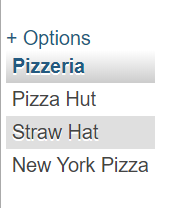 + Options
Pizzeria
Pizza Hut
Straw Hat
New York Pizza